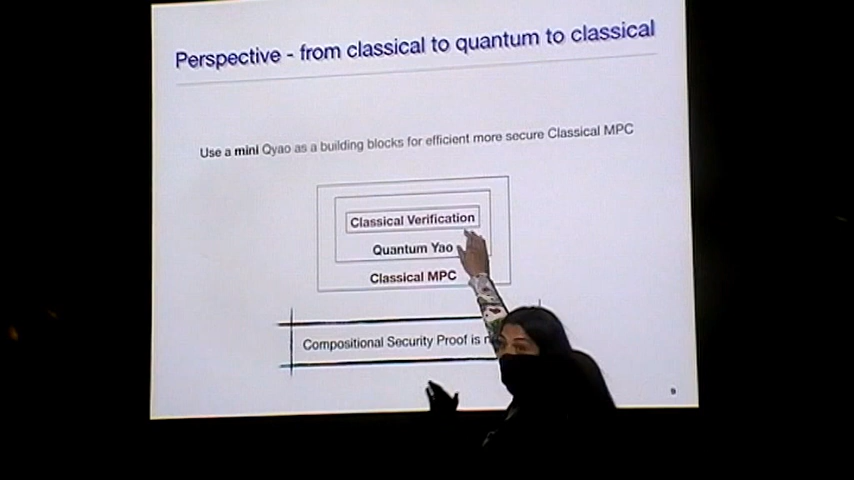 Perspective - from classical to quantum to classical
Use a mini Qyao as a building blocks for efficient more secure Classical MPC
Classical Verification
Quantum Yao
Classical MPC
Compositional Security Proof is
9